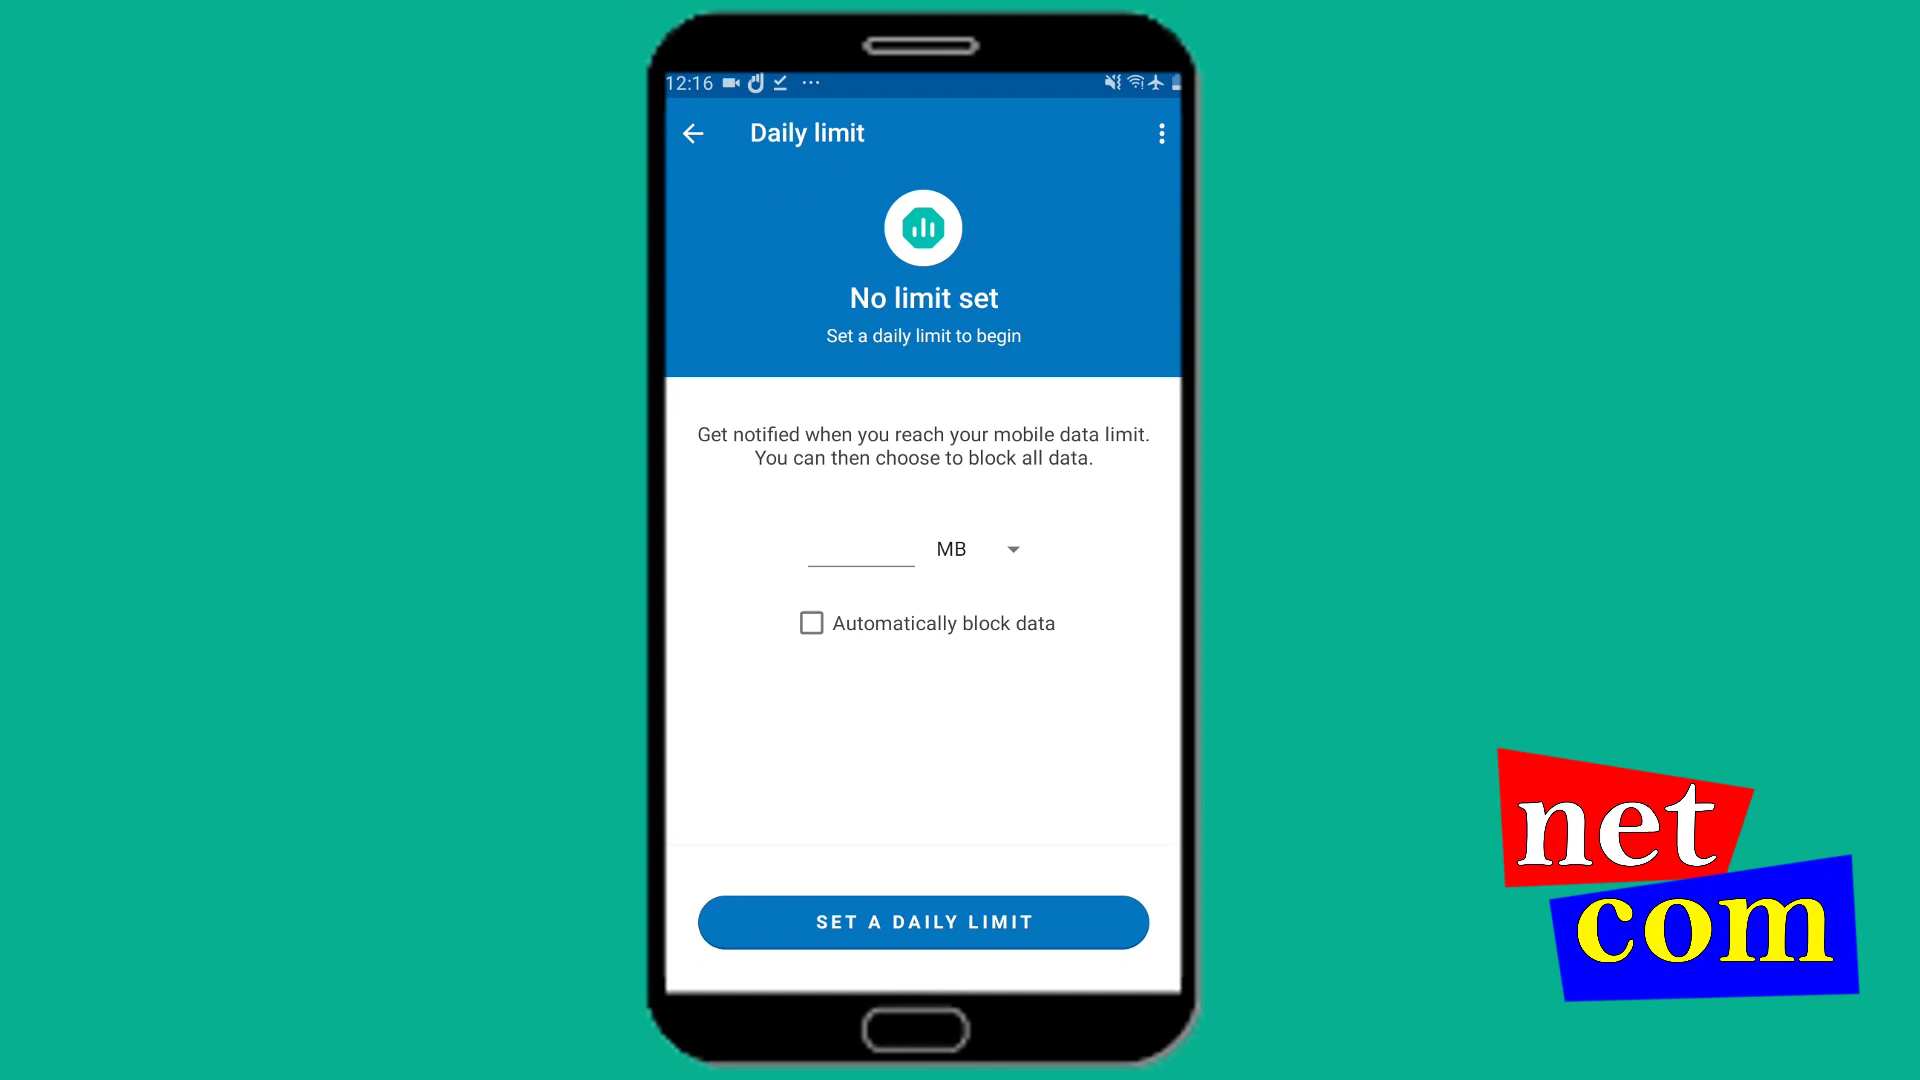 12:16
Daily limit
No limit set
Set a daily limit to begin
Get notified when you reach your mobile data limit.
You can then choose to block all data.
MB
Automatically block data
SET A DAILY LIMIT
net
com